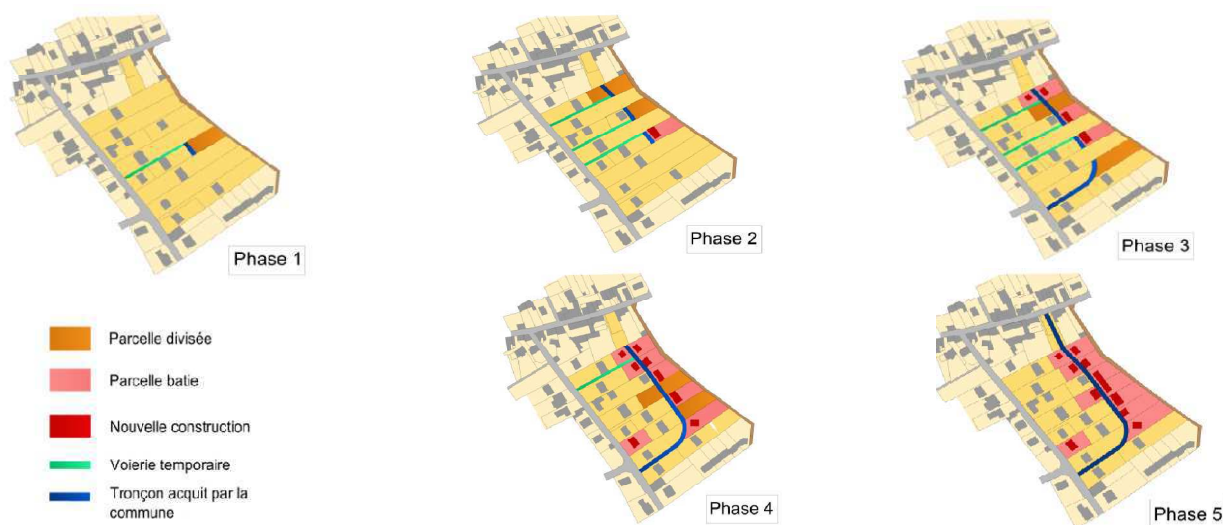 Phase 1
Phase 2
Phase 3
Parcelle divisée
Parcelle batie
Nouvelle construction
Voierie temporaire
Tronçon acquit par la
commune
Phase 4
Phase 5